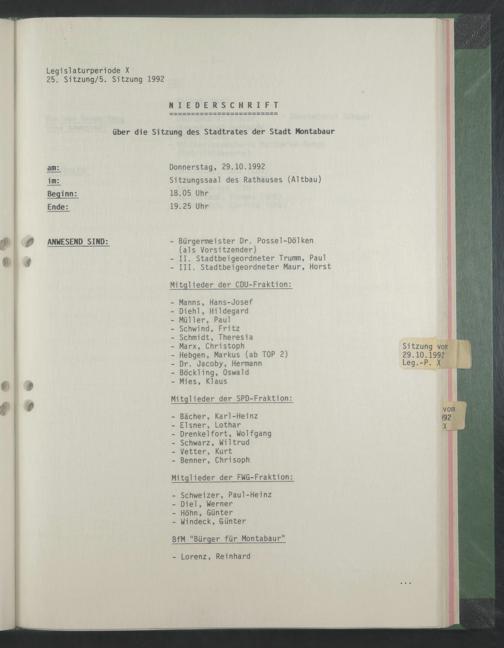 Legislaturperiode X
25. Sitzung/5. Sitzung 1992
NIEDERSCHRIFT
über die Sitzung des Stadtrates der Stadt Montabaur
am: Donnerstag, 29.10.1992
im: Sitzungssaal des Rathauses (Altbau)
Beginn: 18.05 Uhr
Ende: 19.25 Uhr
ANWESEND SIND: - Bürgermeister Dr. Possel-Dölken
(als Vorsitzender)
- II. Stadtbeigeordneter Trumm, Paul
- III. Stadtbeigeordneter Maur, Horst
Mitglieder der CDU-Fraktion:
- Manns, Hans-Josef
- Diehl, Hildegard
- Müller, Paul
- Schwind, Fritz
- Schmidt, Theresia
- Marx, Christoph
- Hebgen, Markus (ab TOP 2)
- Dr. Jacoby, Hermann
- Böckling, Oswald
- Mies, Klaus
Mitglieder der SPD-Fraktion:
- Bächer, Karl-Heinz
- Elsner, Lothar
- Drenkelfort, Wolfgang
- Schwarz, Wiltrud
- Vetter, Kurt
- Benner, Chrisoph
Mitglieder der FWG-Fraktion:
- Schweizer, Paul-Heinz
- Diel, Werner
- Höhn, Günter
- Windeck, Günter
BfM "Bürger für Montabaur"
- Lorenz, Reinhard
...
Sitzung vom
29.10.1992
Leg.-P. X
vom
92
X